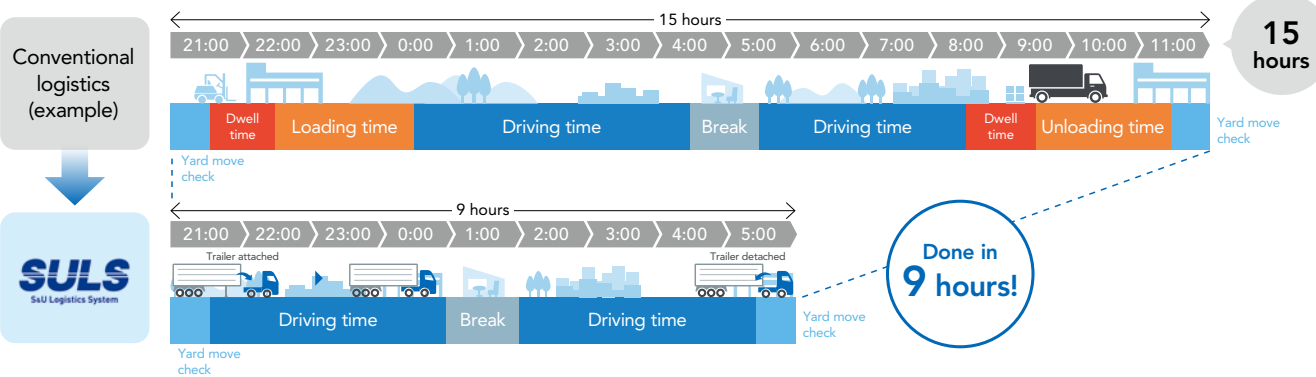 Conventional
logistics
(example)
15 hours
21:00 22:00 23:00 0:00 1:00 2:00 3:00 4:00 5:00 6:00 7:00 8:00 9:00 10:00 11:00
15
hours
Dwell
time
Loading time
Driving time
Break
Driving time
Dwell
time
Unloading time
Yard move
check
Yard move
check
SULS
S&U Logistics System
9 hours
21:00 22:00 23:00 0:00 1:00 2:00 3:00 4:00 5:00
Trailer attached
Trailer detached
Driving time
Break
Driving time
Yard move
check
Yard move
check
Done in
9 hours!